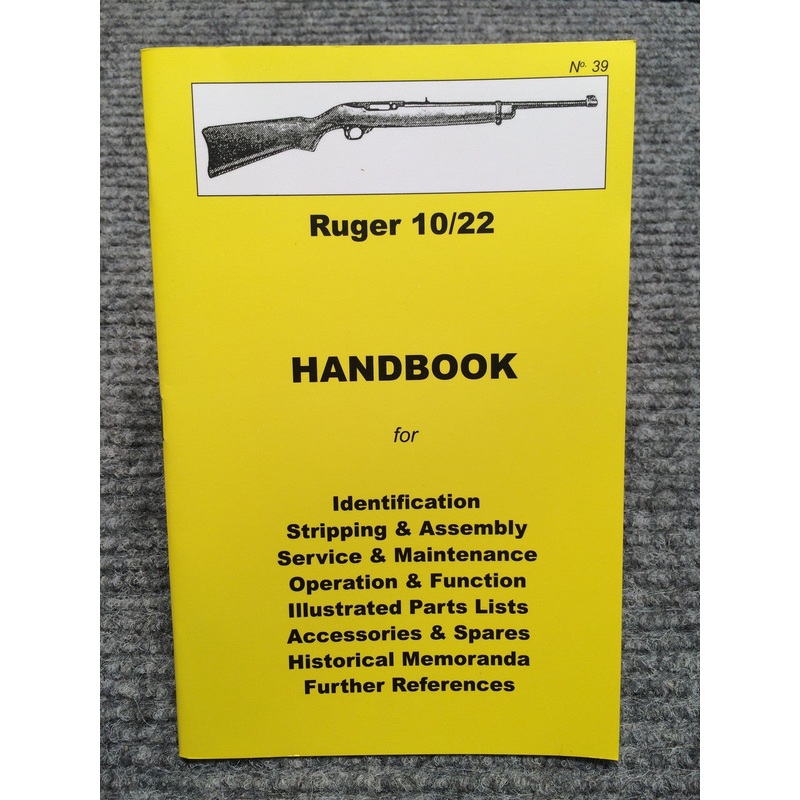 Nº. 39
Ruger 10/22
HANDBOOK
for
Identification
Stripping & Assembly
Service & Maintenance
Operation & Function
Illustrated Parts Lists
Accessories & Spares
Historical Memoranda
Further References